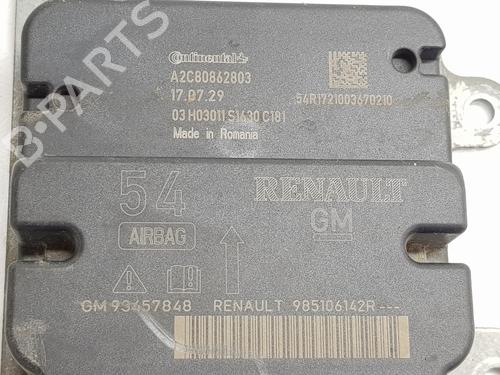 Continental
A2C80862803
17.07.29
54R1721003670210
03 H03011 S1630 C181
Made in Romania
54
RENAULT
GM
AIRBAG
GM 93457848 RENAULT 985106142R---
B-PARTS